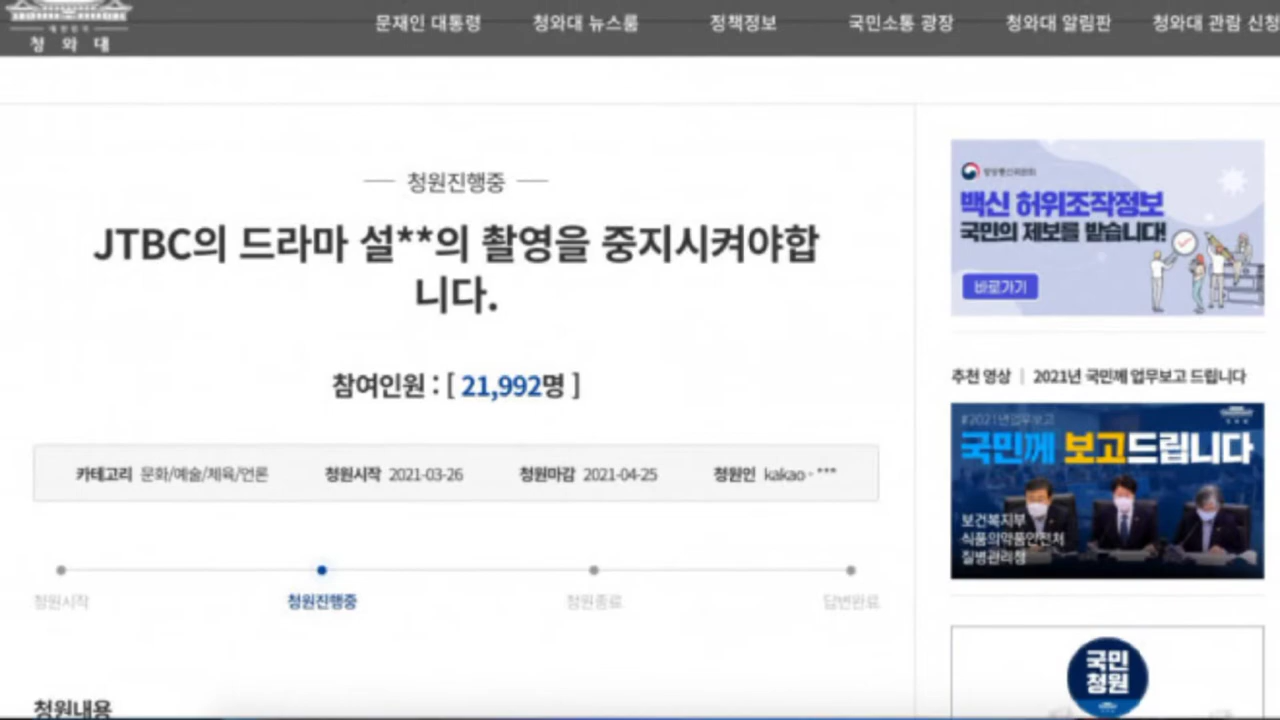 청와대
문재인 대통령 청와대 뉴스룸 정책정보 국민소통 광장 청와대 알림판 청와대 관람 신청
청원진행중
JTBC의 드라마 설**의 촬영을 중지시켜야합
니다.
참여인원 : [ 21,992명 ]
카테고리 문화/예술/체육/언론 청원시작 2021-03-26 청원마감 2021-04-25 청원인 kakao - ***
청원시작 청원진행중 청원종료 답변완료
청원내용
백신 허위조작정보
국민의 제보를 받습니다!
바로가기
추천 영상 | 2021년 국민께 업무보고 드립니다
#2021년업무보고
국민께 보고드립니다
보건복지부
식품의약품안전처
질병관리청
국민
청원